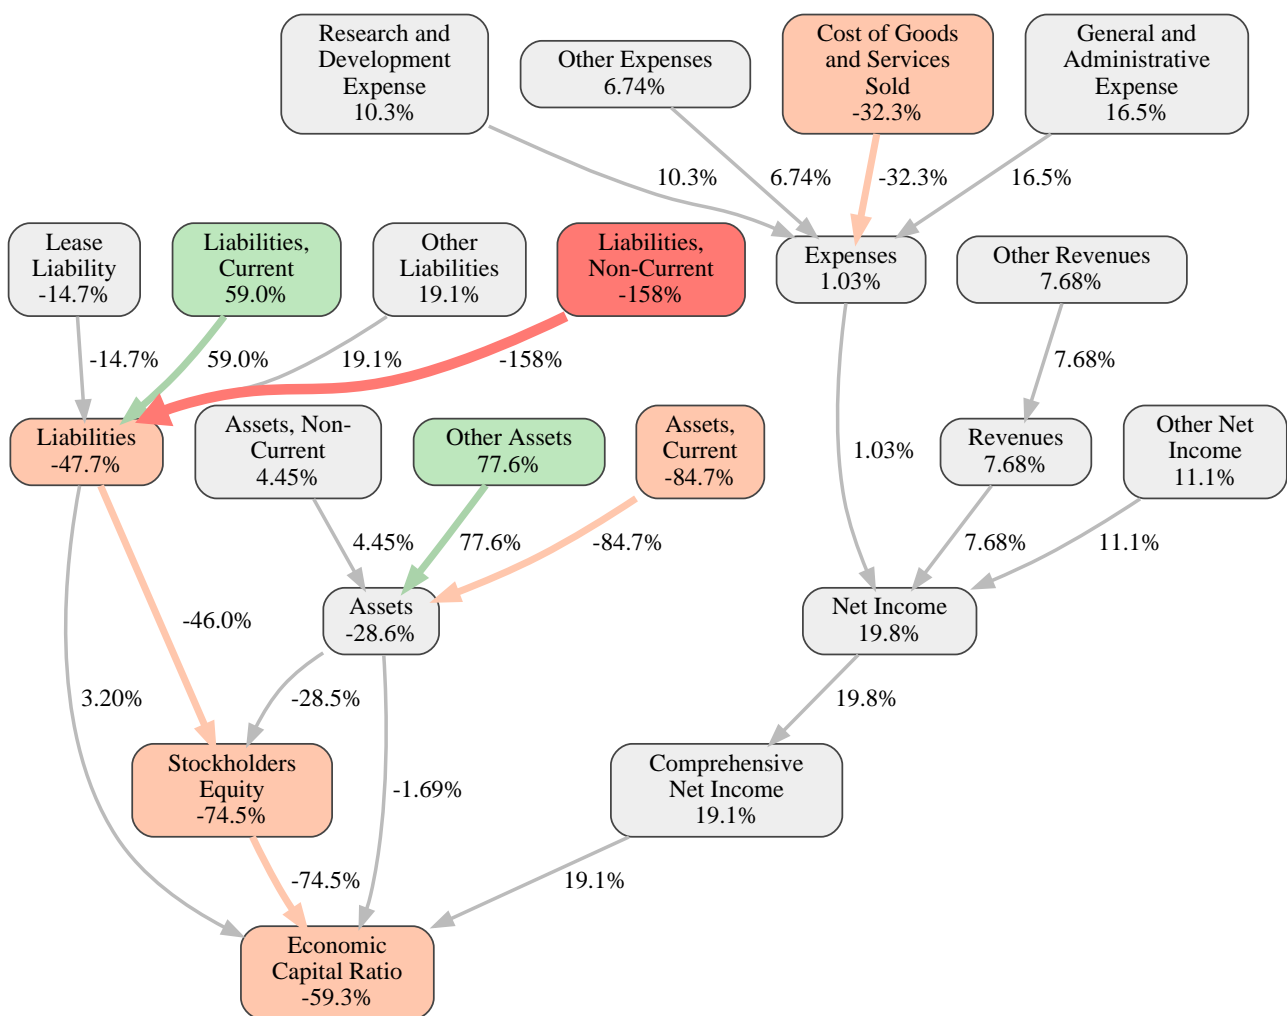 Research and
Development
Expense
10.3%
Other Expenses
6.74%
Cost of Goods
and Services
Sold
-32.3%
General and
Administrative
Expense
16.5%
10.3%
6.74%
-32.3%
16.5%
Lease
Liability
-14.7%
Liabilities,
Current
59.0%
Other
Liabilities
19.1%
Liabilities,
Non-Current
-158%
Expenses
1.03%
Other Revenues
7.68%
-14.7%
59.0%
19.1%
-158%
7.68%
Liabilities
-47.7%
Assets, Non-
Current
4.45%
Other Assets
77.6%
Assets,
Current
-84.7%
1.03%
Revenues
7.68%
Other Net
Income
11.1%
4.45%
77.6%
-84.7%
7.68%
11.1%
-46.0%
Assets
-28.6%
Net Income
19.8%
3.20%
-28.5%
19.8%
Stockholders
Equity
-74.5%
-1.69%
Comprehensive
Net Income
19.1%
-74.5%
19.1%
Economic
Capital Ratio
-59.3%